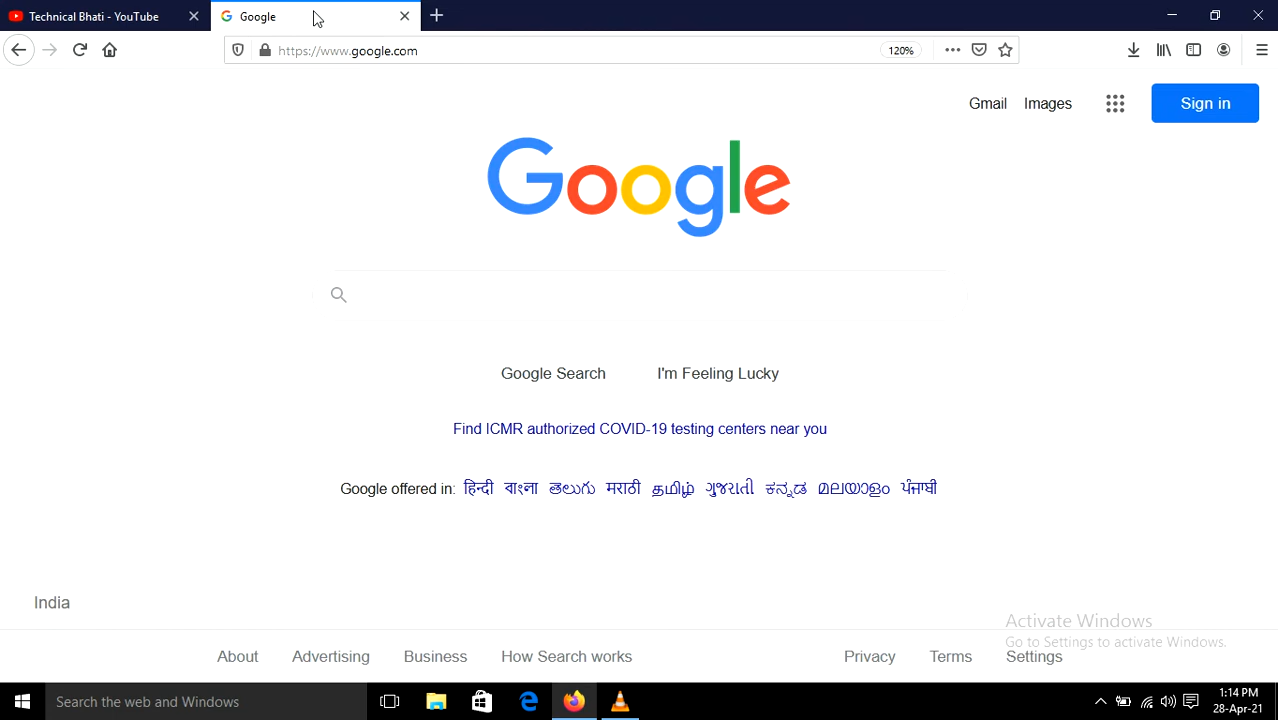 Technical Bhati - YouTube
Google
https://www.google.com
120%
Gmail Images Sign in
Google
Google Search I'm Feeling Lucky
Find ICMR authorized COVID-19 testing centers near you
Google offered in: हिन्दी বাংলা తెలుగు मराठी தமிழ் ગુજરાતી ಕನ್ನಡ മലയാളം ਪੰਜਾਬੀ
India
Activate Windows
Go to Settings to activate Windows.
About Advertising Business How Search works Privacy Terms Settings
Search the web and Windows
1:14 PM
28-Apr-21